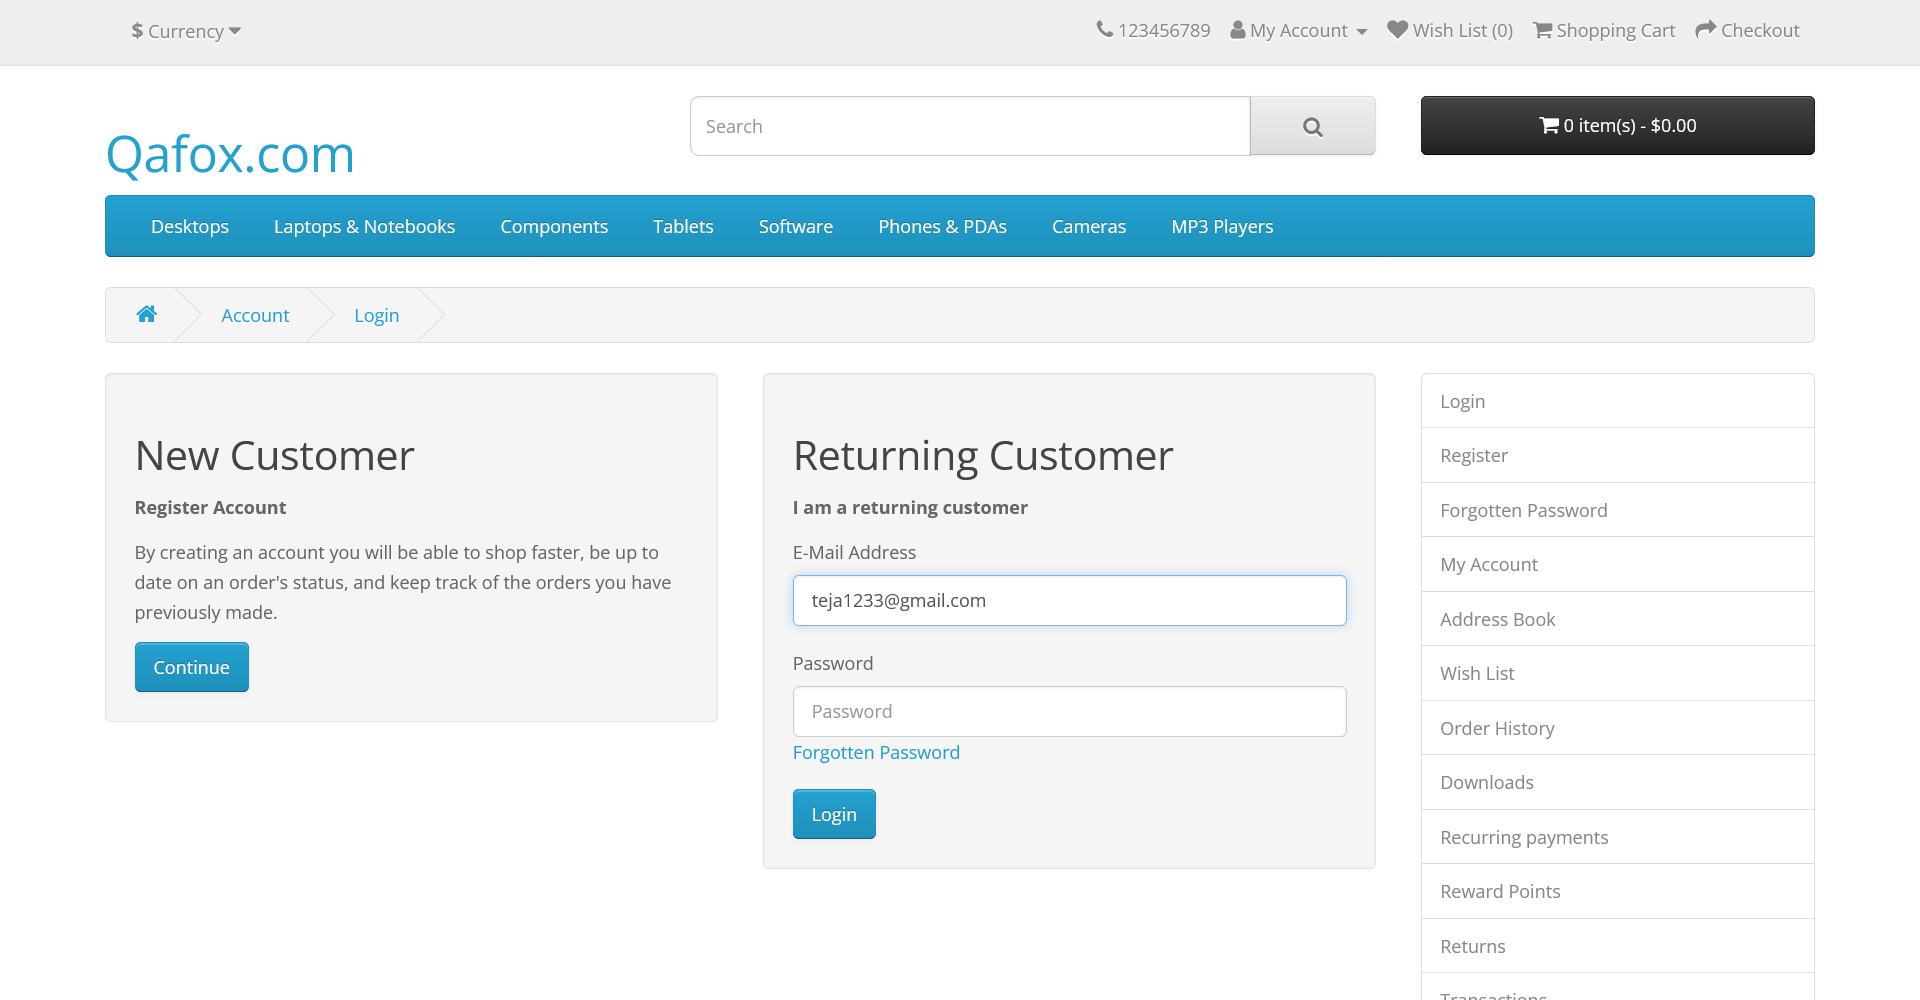 $ Currency
123456789 My Account Wish List (0) Shopping Cart Checkout
Qafox.com
Search
0 item(s) - $0.00
Desktops Laptops & Notebooks Components Tablets Software Phones & PDAs Cameras MP3 Players
Account Login
New Customer
Register Account
By creating an account you will be able to shop faster, be up to
date on an order's status, and keep track of the orders you have
previously made.
Continue
Returning Customer
I am a returning customer
E-Mail Address
teja1233@gmail.com
Password
Password
Forgotten Password
Login
Login
Register
Forgotten Password
My Account
Address Book
Wish List
Order History
Downloads
Recurring payments
Reward Points
Returns
Transactions